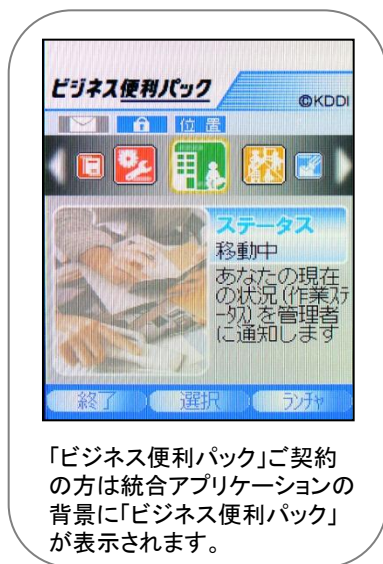 ビジネス便利パック
©KDDI
位置
ステータス
移動中
あなたの現在
の状況(作業ｽﾃ
ｰﾀｽ)を管理者
に通知します
終了
選択
ﾗﾝﾁｬ
「ビジネス便利パック」ご契約
の方は統合アプリケーションの
背景に「ビジネス便利パック」
が表示されます。